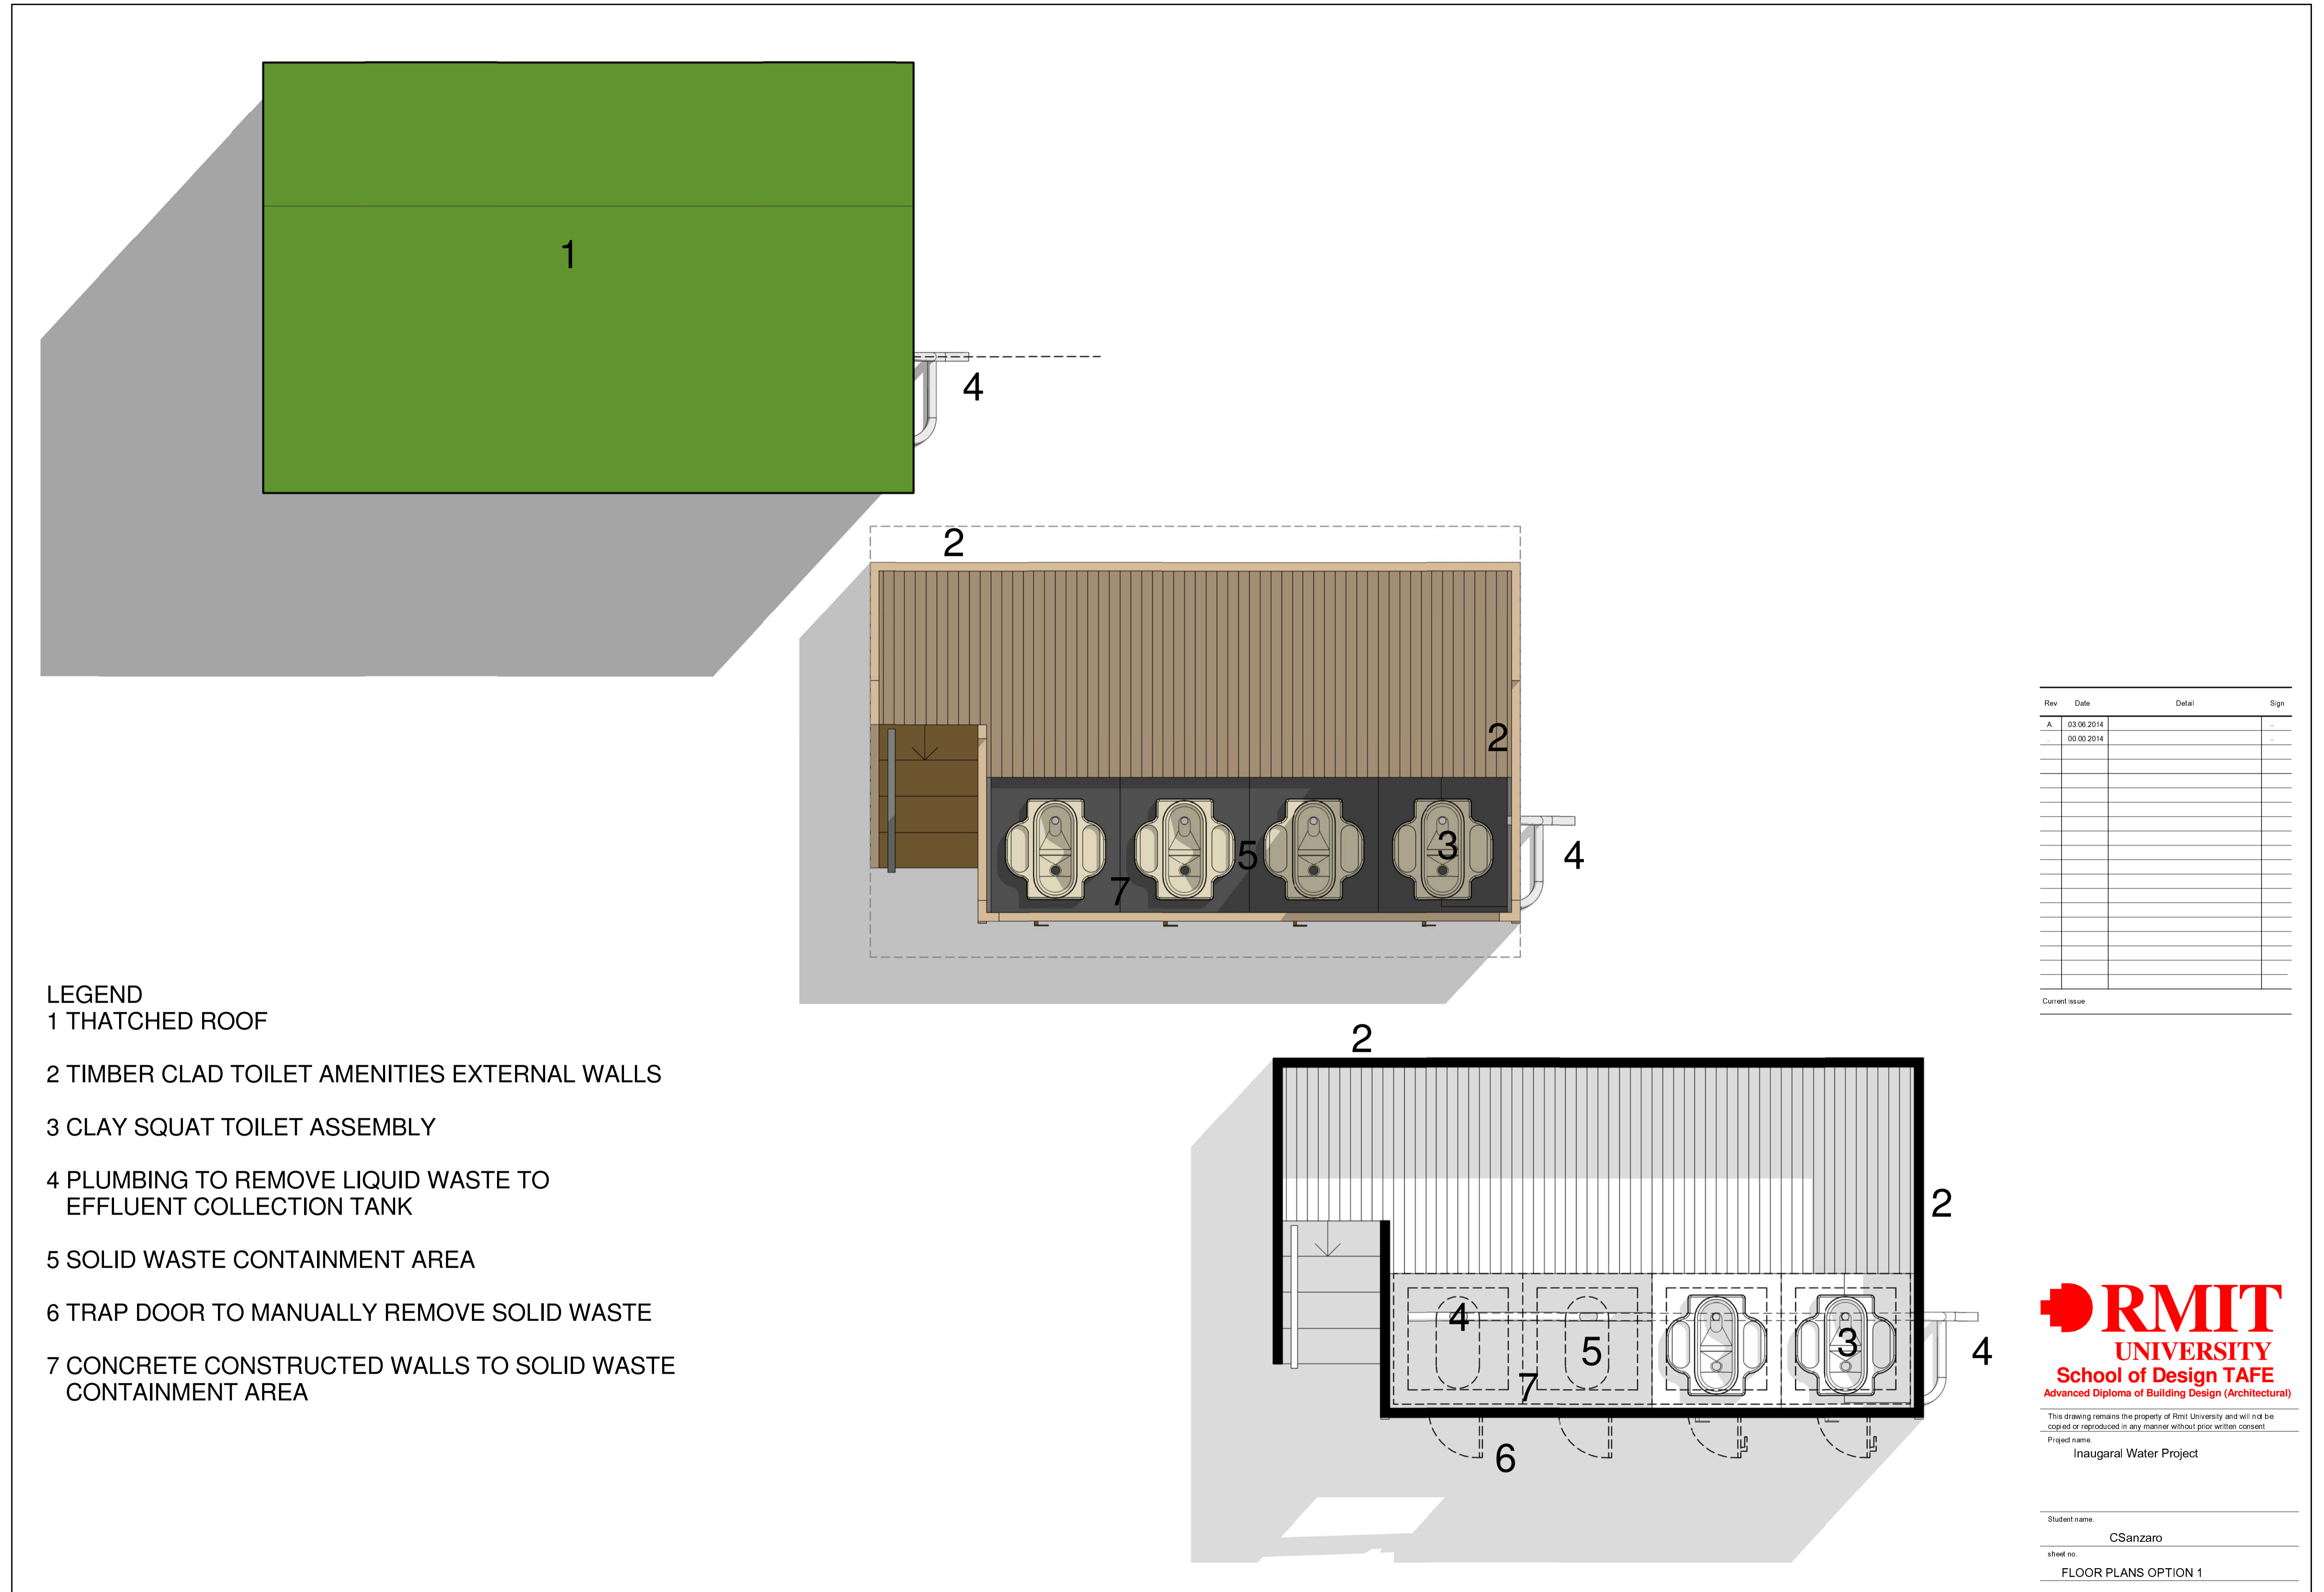 1
4
2
2
3
5
4
7
2
2
4
5
3
4
7
6
LEGEND
1 THATCHED ROOF
2 TIMBER CLAD TOILET AMENITIES EXTERNAL WALLS
3 CLAY SQUAT TOILET ASSEMBLY
4 PLUMBING TO REMOVE LIQUID WASTE TO
EFFLUENT COLLECTION TANK
5 SOLID WASTE CONTAINMENT AREA
6 TRAP DOOR TO MANUALLY REMOVE SOLID WASTE
7 CONCRETE CONSTRUCTED WALLS TO SOLID WASTE
CONTAINMENT AREA
Rev Date Detail Sign
A. 03.06.2014 ..
. 00.00.2014 ..
Current issue
RMIT
UNIVERSITY
School of Design TAFE
Advanced Diploma of Building Design (Architectural)
This drawing remains the property of Rmit University and will not be
copied or reproduced in any manner without prior written consent
Project name.
Inaugaral Water Project
Student name.
CSanzaro
sheet no.
FLOOR PLANS OPTION 1